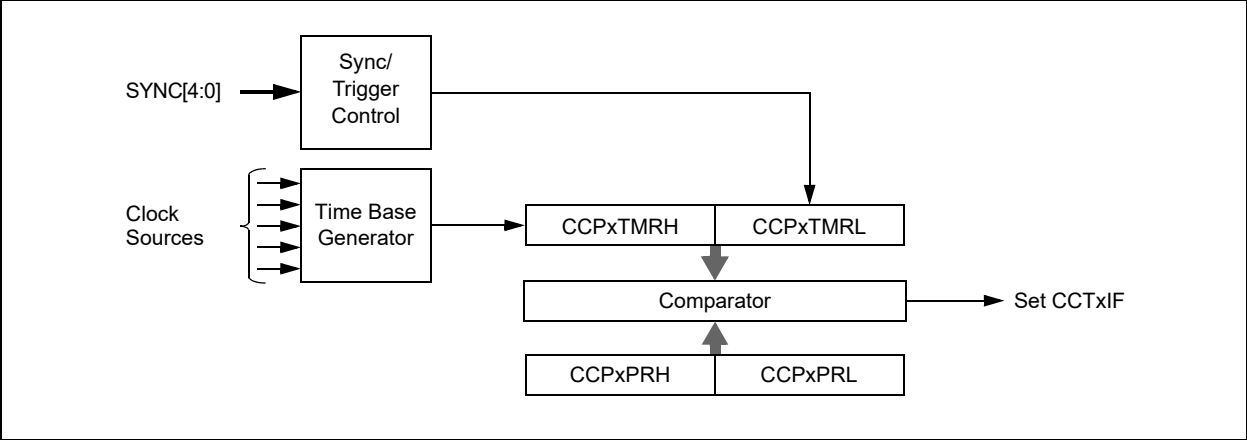 SYNC[4:0]
Sync/
Trigger
Control
Clock
Sources
Time Base
Generator
CCPxTMRH
CCPxTMRL
Comparator
Set CCTxIF
CCPxPRH
CCPxPRL